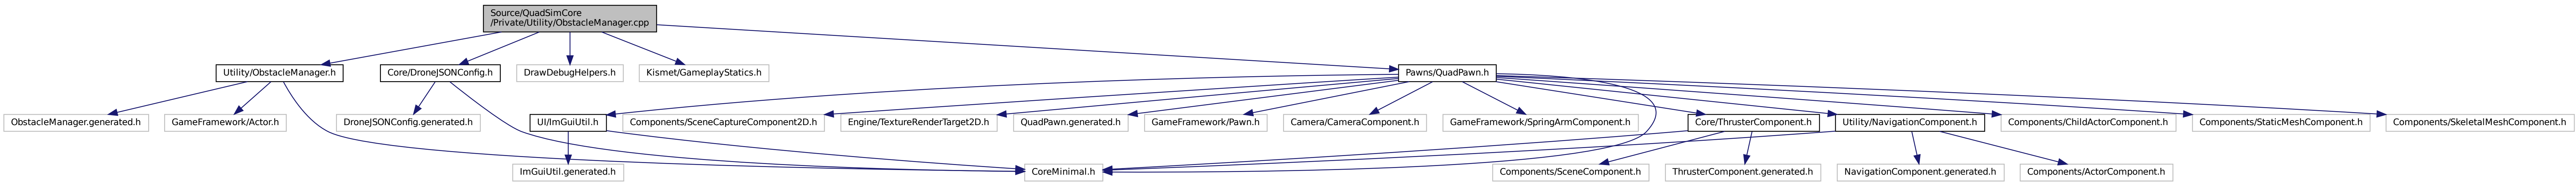 Source/QuadSimCore
/Private/Utility/ObstacleManager.cpp
Utility/ObstacleManager.h
Core/DroneJSONConfig.h
DrawDebugHelpers.h
Kismet/GameplayStatics.h
Pawns/QuadPawn.h
ObstacleManager.generated.h
GameFramework/Actor.h
DroneJSONConfig.generated.h
UI/ImGuiUtil.h
Components/SceneCaptureComponent2D.h
Engine/TextureRenderTarget2D.h
QuadPawn.generated.h
GameFramework/Pawn.h
Camera/CameraComponent.h
GameFramework/SpringArmComponent.h
Core/ThrusterComponent.h
Utility/NavigationComponent.h
Components/ChildActorComponent.h
Components/StaticMeshComponent.h
Components/SkeletalMeshComponent.h
ImGuiUtil.generated.h
CoreMinimal.h
Components/SceneComponent.h
ThrusterComponent.generated.h
NavigationComponent.generated.h
Components/ActorComponent.h